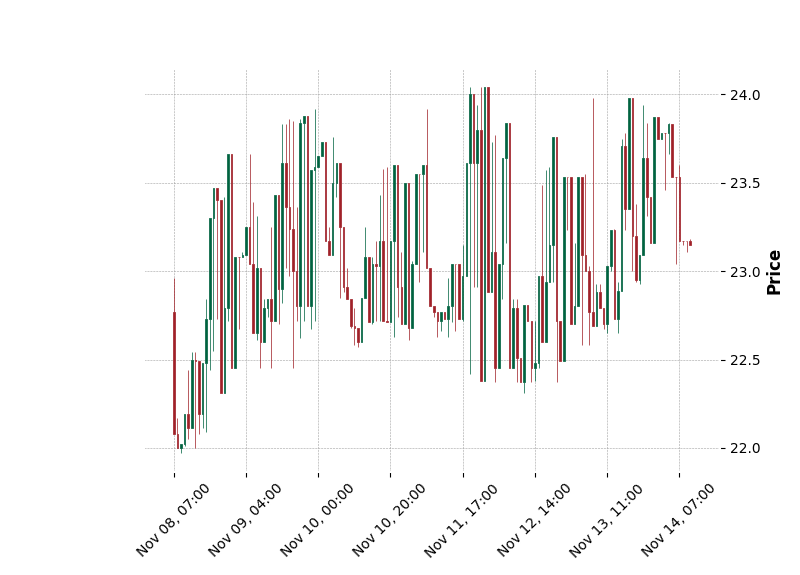 24.0
23.5
23.0
22.5
22.0
Price
Nov 08, 07:00
Nov 09, 04:00
Nov 10, 00:00
Nov 10, 20:00
Nov 11, 17:00
Nov 12, 14:00
Nov 13, 11:00
Nov 14, 07:00